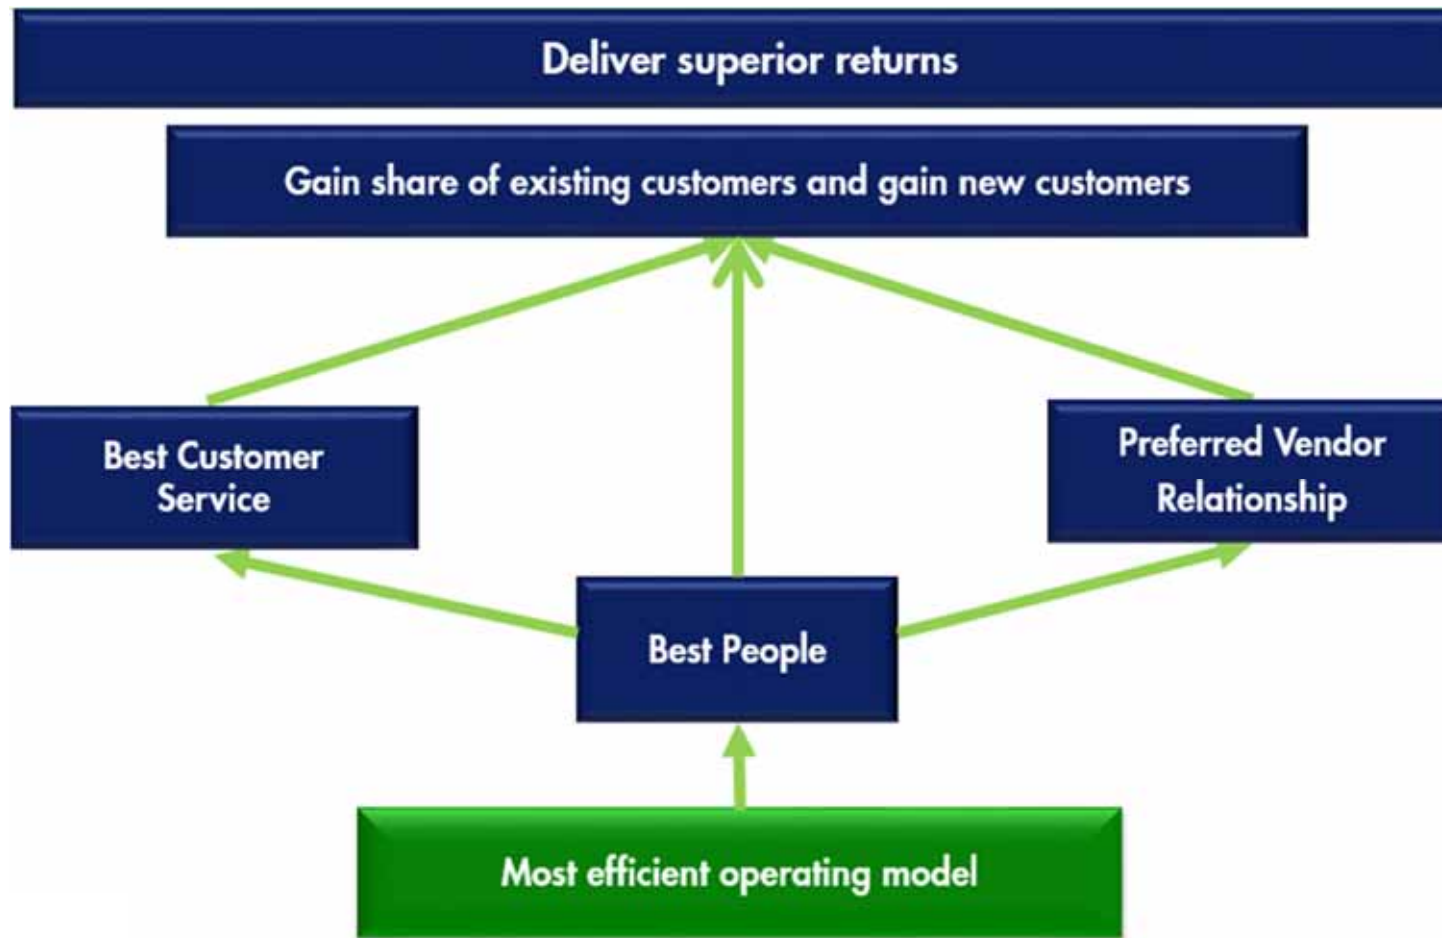 Deliver superior returns
Gain share of existing customers and gain new customers
Best Customer
Service
Preferred Vendor
Relationship
Best People
Most efficient operating model